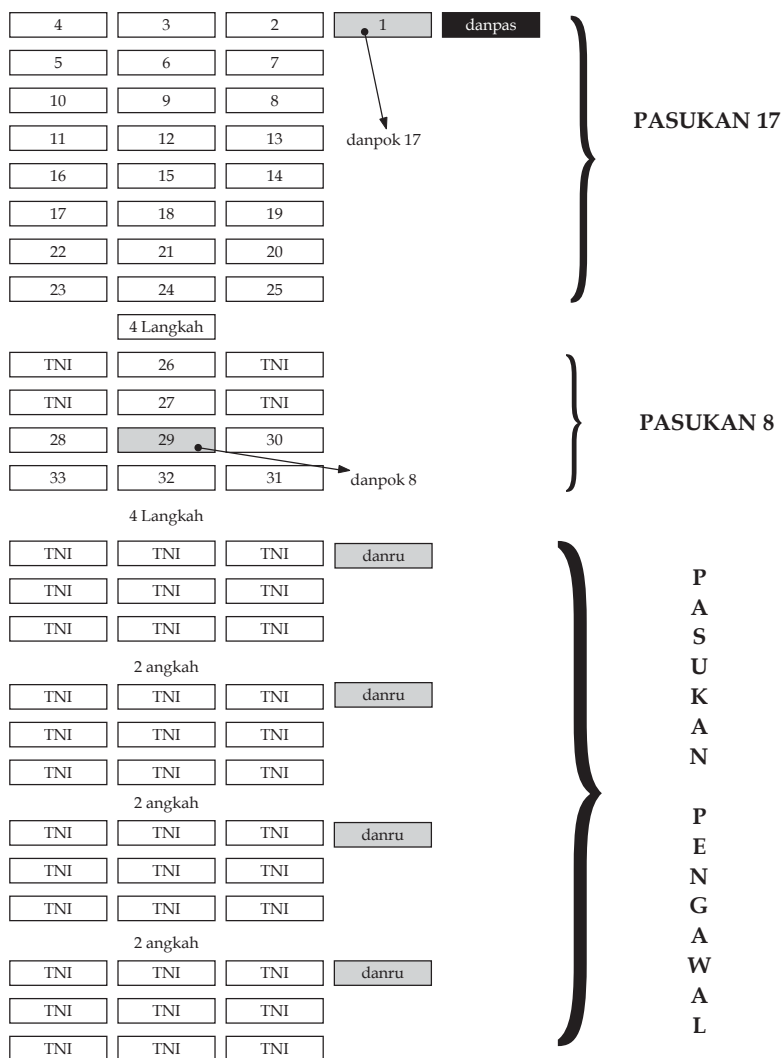 4 3 2 1 danpas
5 6 7
10 9 8
PASUKAN 17
11 12 13 danpok 17
16 15 14
17 18 19
22 21 20
23 24 25
4 Langkah
TNI 26 TNI
TNI 27 TNI
PASUKAN 8
28 29 30
33 32 31 danpok 8
4 Langkah
TNI TNI TNI danru
TNI TNI TNI
TNI TNI TNI
2 angkah
TNI TNI TNI danru
TNI TNI TNI
TNI TNI TNI
2 angkah
TNI TNI TNI danru
TNI TNI TNI
TNI TNI TNI
2 angkah
TNI TNI TNI danru
TNI TNI TNI
TNI TNI TNI
P
A
S
U
K
A
N
P
E
N
G
A
W
A
L